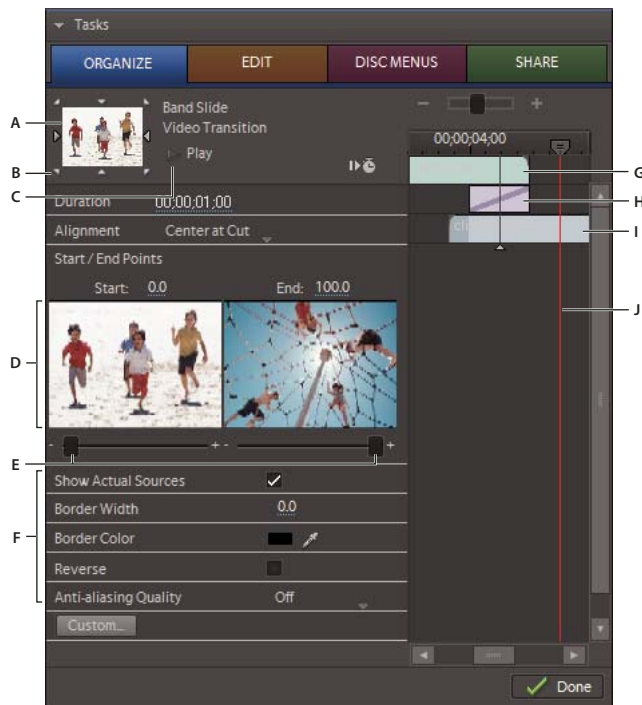 Tasks
ORGANIZE EDIT DISC MENUS SHARE
A
Band Slide
Video Transition
Play
B
C
00;00;04;00
G
H
I
J
Duration 00;00;01;00
Alignment Center at Cut
Start / End Points
Start: 0.0 End: 100.0
D
- + - +
E
F
Show Actual Sources
Border Width 0.0
Border Color
Reverse
Anti-aliasing Quality Off
Custom...
Done